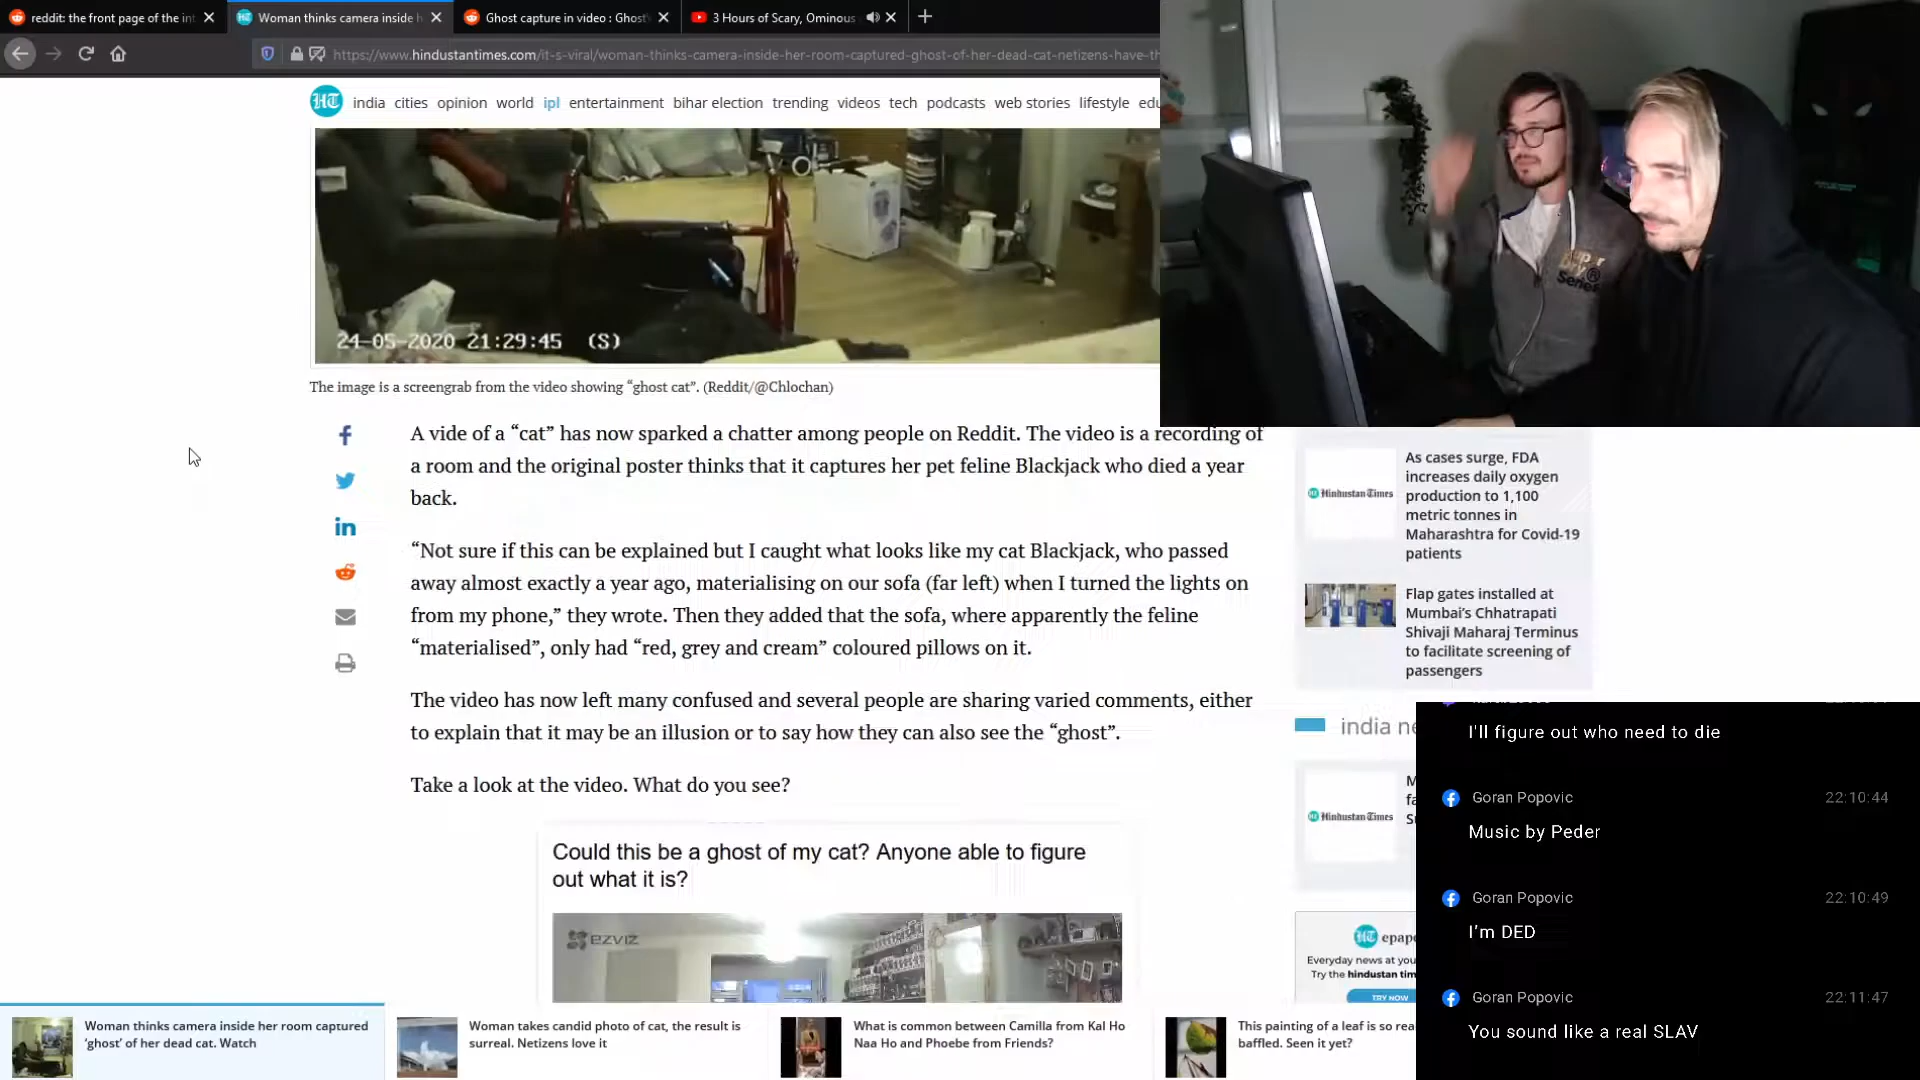 reddit: the front page of the int
Woman thinks camera inside h
Ghost capture in video : Ghost
3 Hours of Scary, Ominous
https://www.hindustantimes.com/it-s-viral/woman-thinks-camera-inside-her-room-captured-ghost-of-her-dead-cat-netizens-have-th
HT
india cities opinion world ipl entertainment bihar election trending videos tech podcasts web stories lifestyle edu
24-05-2020 21:29:45 (S)
The image is a screengrab from the video showing “ghost cat”. (Reddit/@Chlochan)
A vide of a “cat” has now sparked a chatter among people on Reddit. The video is a recording of
a room and the original poster thinks that it captures her pet feline Blackjack who died a year
back.
“Not sure if this can be explained but I caught what looks like my cat Blackjack, who passed
away almost exactly a year ago, materialising on our sofa (far left) when I turned the lights on
from my phone,” they wrote. Then they added that the sofa, where apparently the feline
“materialised”, only had “red, grey and cream” coloured pillows on it.
The video has now left many confused and several people are sharing varied comments, either
to explain that it may be an illusion or to say how they can also see the “ghost”.
Take a look at the video. What do you see?
Could this be a ghost of my cat? Anyone able to figure
out what it is?
ezviz
Hindustan Times
As cases surge, FDA
increases daily oxygen
production to 1,100
metric tonnes in
Maharashtra for Covid-19
patients
Flap gates installed at
Mumbai’s Chhatrapati
Shivaji Maharaj Terminus
to facilitate screening of
passengers
india ne
Hindustan Times
M
fa
Su
HT epape
Everyday news at you
Try the hindustan tim
TRY NOW
I'll figure out who need to die
Goran Popovic 22:10:44
Music by Peder
Goran Popovic 22:10:49
I’m DED
Goran Popovic 22:11:47
You sound like a real SLAV
Woman thinks camera inside her room captured
‘ghost’ of her dead cat. Watch
Woman takes candid photo of cat, the result is
surreal. Netizens love it
What is common between Camilla from Kal Ho
Naa Ho and Phoebe from Friends?
This painting of a leaf is so rea
baffled. Seen it yet?